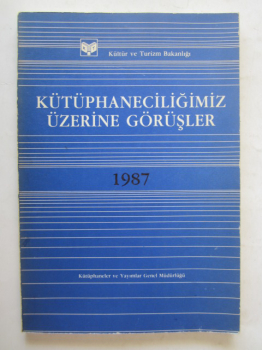 Kültür ve Turizm Bakanlığı
KÜTÜPHANECİLİĞİMİZ
ÜZERİNE GÖRÜŞLER
1987
Kütüphaneler ve Yayımlar Genel Müdürlüğü